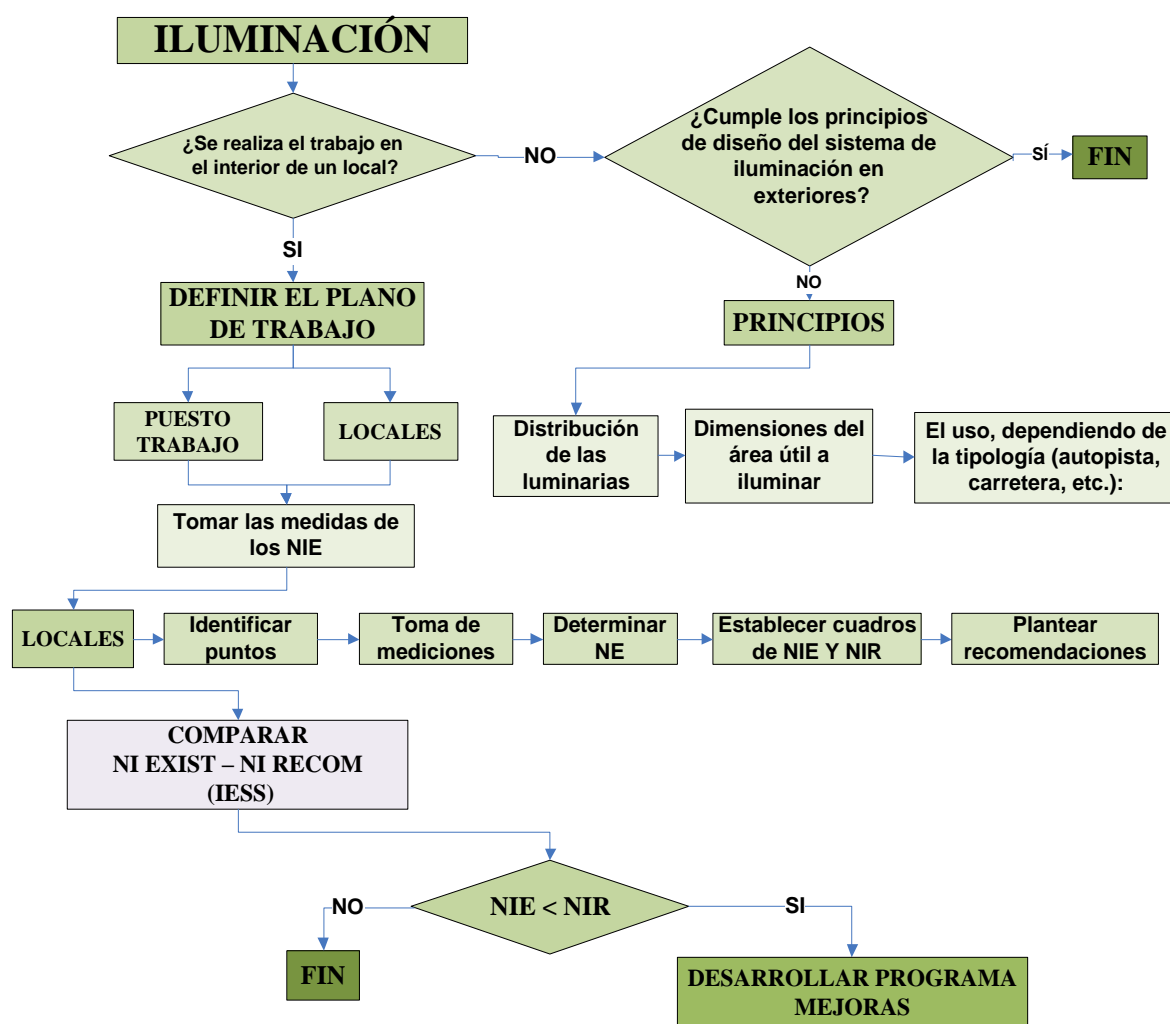 ILUMINACIÓN
¿Se realiza el trabajo en
el interior de un local?
NO
¿Cumple los principios
de diseño del sistema de
iluminación en
exteriores?
SÍ
FIN
SI
NO
DEFINIR EL PLANO
DE TRABAJO
PRINCIPIOS
PUESTO
TRABAJO
LOCALES
Distribución
de las
luminarias
Dimensiones del
área útil a
iluminar
El uso, dependiendo de
la tipología (autopista,
carretera, etc.):
Tomar las medidas de
los NIE
LOCALES
Identificar
puntos
Toma de
mediciones
Determinar
NE
Establecer cuadros
de NIE Y NIR
Plantear
recomendaciones
COMPARAR
NI EXIST – NI RECOM
(IESS)
NIE < NIR
NO
SI
FIN
DESARROLLAR PROGRAMA
MEJORAS